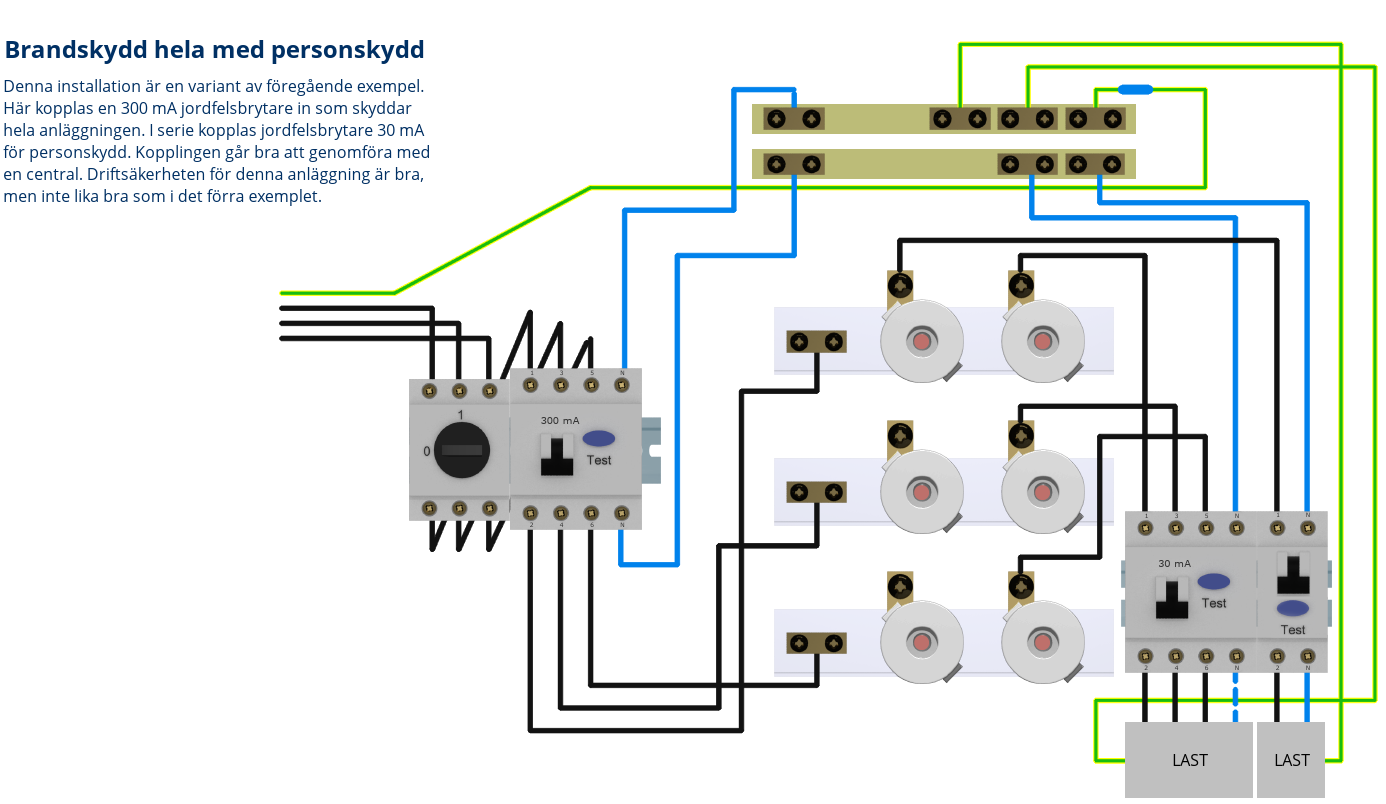 Brandskydd hela med personskydd
Denna installation är en variant av föregående exempel.
Här kopplas en 300 mA jordfelsbrytare in som skyddar
hela anläggningen. I serie kopplas jordfelsbrytare 30 mA
för personskydd. Kopplingen går bra att genomföra med
en central. Driftsäkerheten för denna anläggning är bra,
men inte lika bra som i det förra exemplet.
1 3 5 N
1
0
300 mA
Test
2 4 6 N
1 3 5 N 1 N
30 mA
Test
Test
2 4 6 N 2 N
LAST LAST